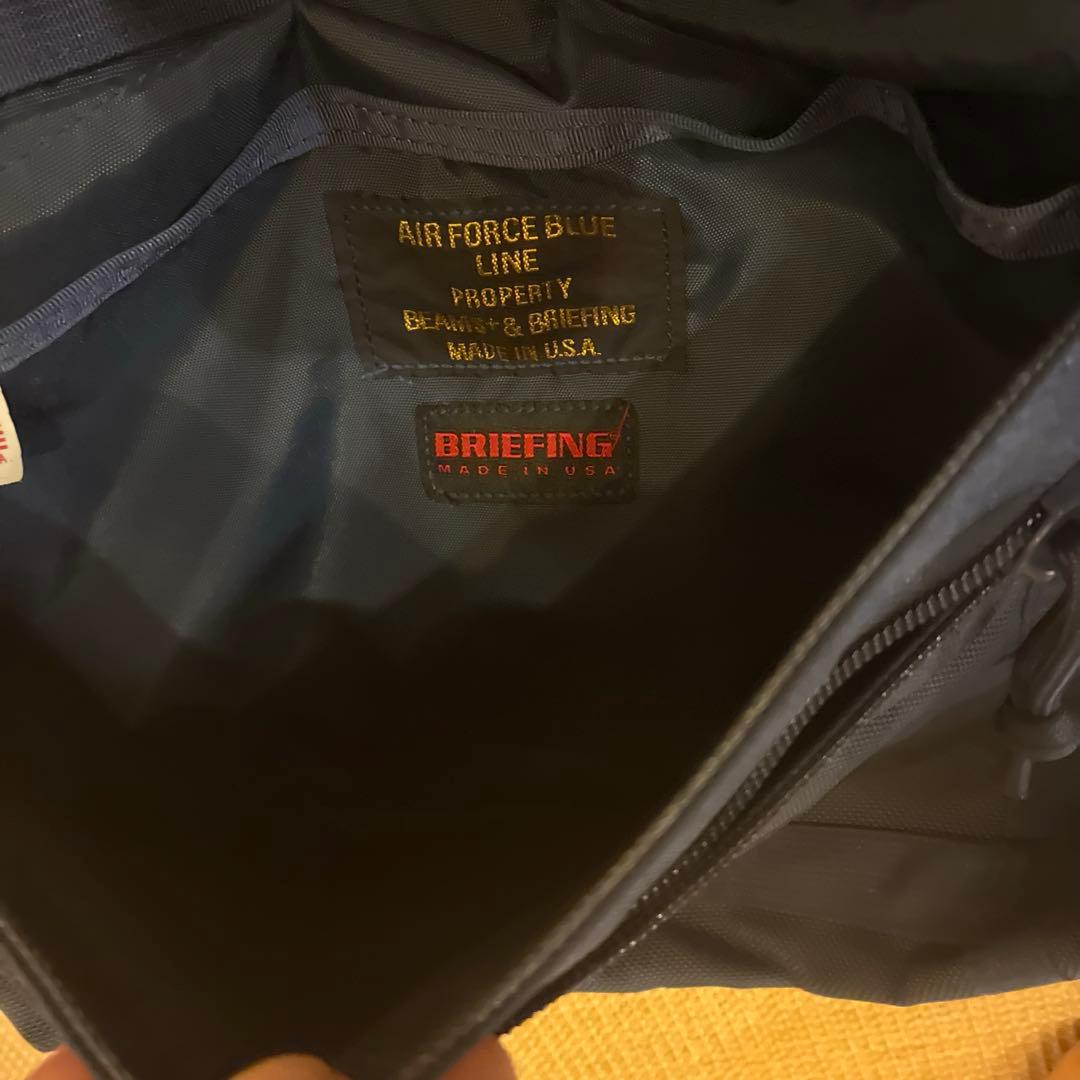 AIR FORCE BLUE
LINE
PROPERTY
BEAMS+ & BRIEFING
MADE IN U.S.A.
BRIEFING
MADE IN USA